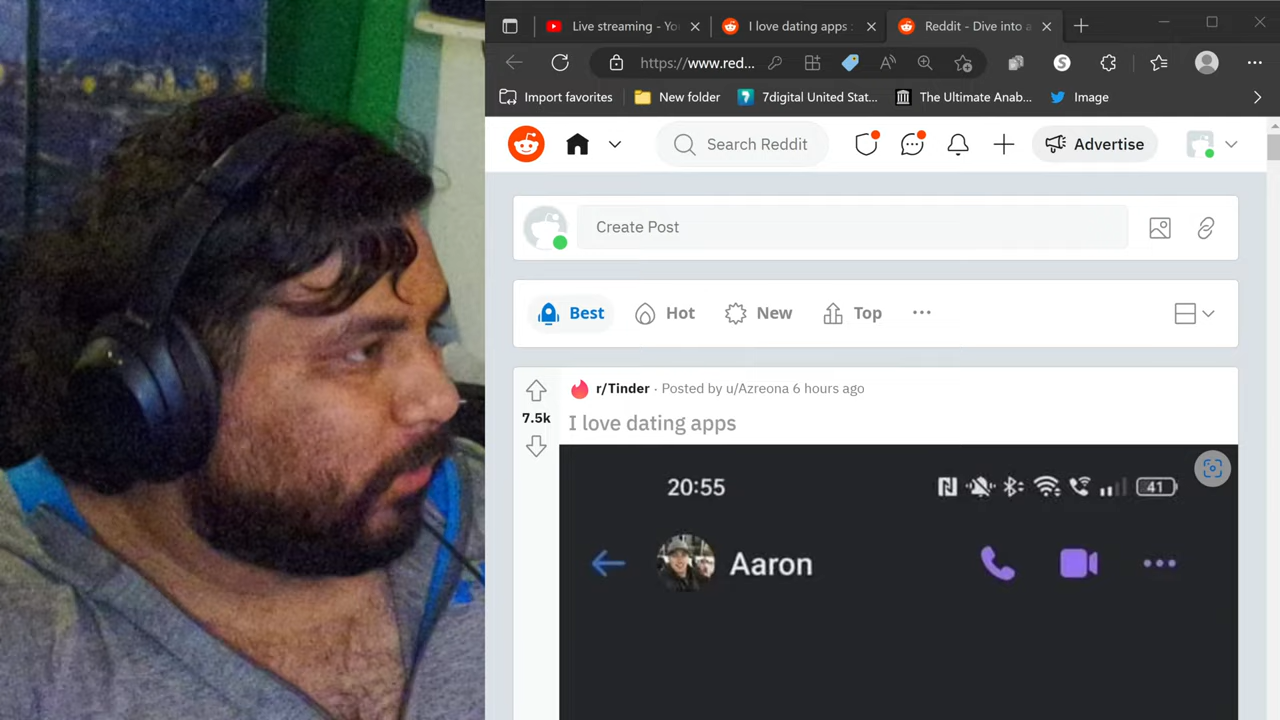 Live streaming - Yo
I love dating apps :
Reddit - Dive into a
https://www.red...
A
S
Import favorites
New folder
7
7digital United Stat...
The Ultimate Anab...
Image
Search Reddit
Advertise
Create Post
Best
Hot
New
Top
r/Tinder · Posted by u/Azreona 6 hours ago
7.5k
I love dating apps
20:55
41
Aaron